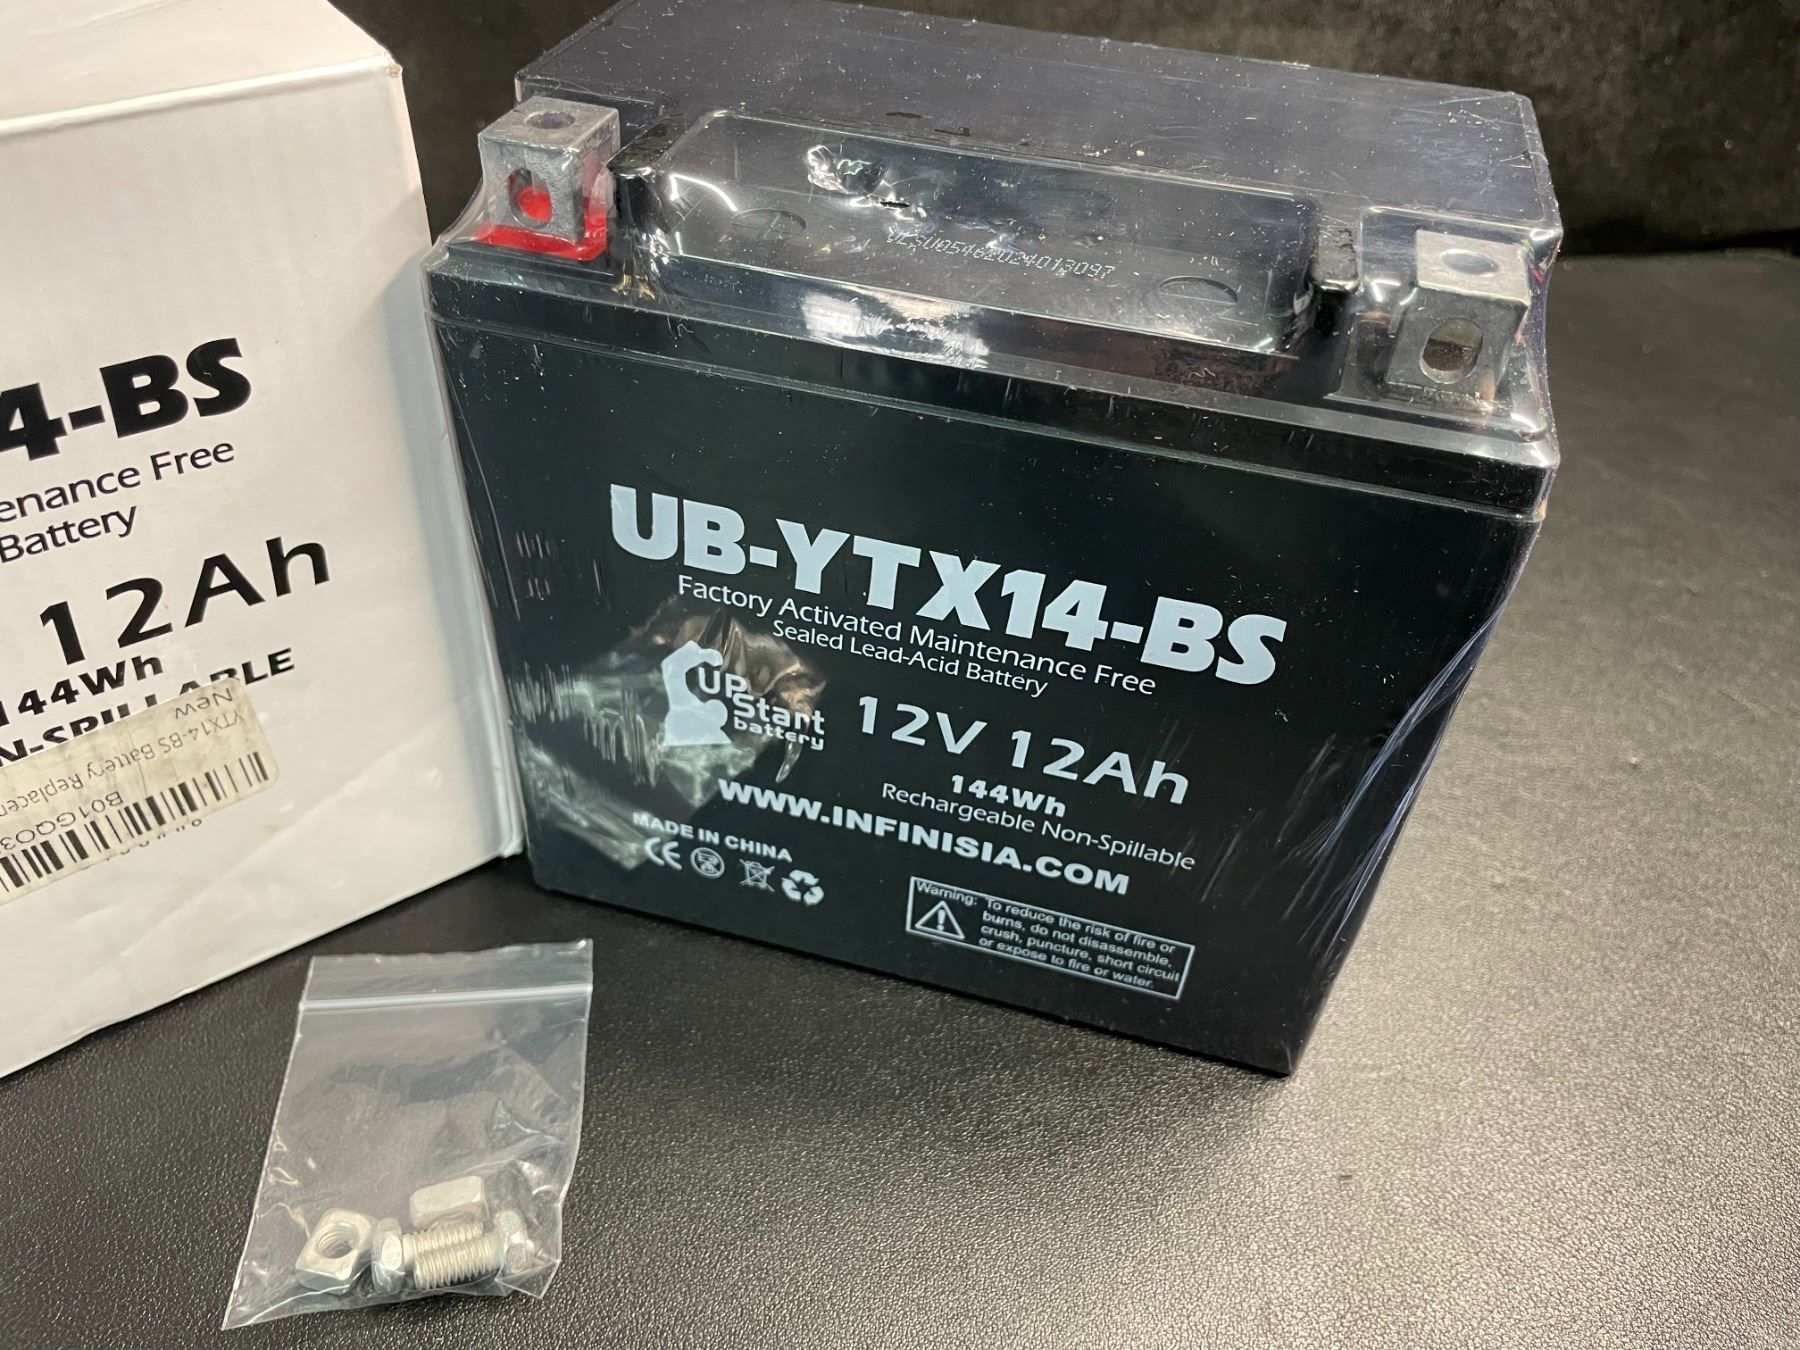 4-BS
enance Free
Battery
12Ah
144Wh
N-SPILLABLE
New
YTX14-BS Battery Replacem
B01GQO3
UB-YTX14-BS
Factory Activated Maintenance Free
Sealed Lead-Acid Battery
UPStart
battery
12V 12Ah
144Wh
Rechargeable Non-Spillable
WWW.INFINISIA.COM
MADE IN CHINA
CE
Warning: To reduce the risk of fire or
burns, do not disassemble,
crush, puncture, short circuit
or expose to fire or water.